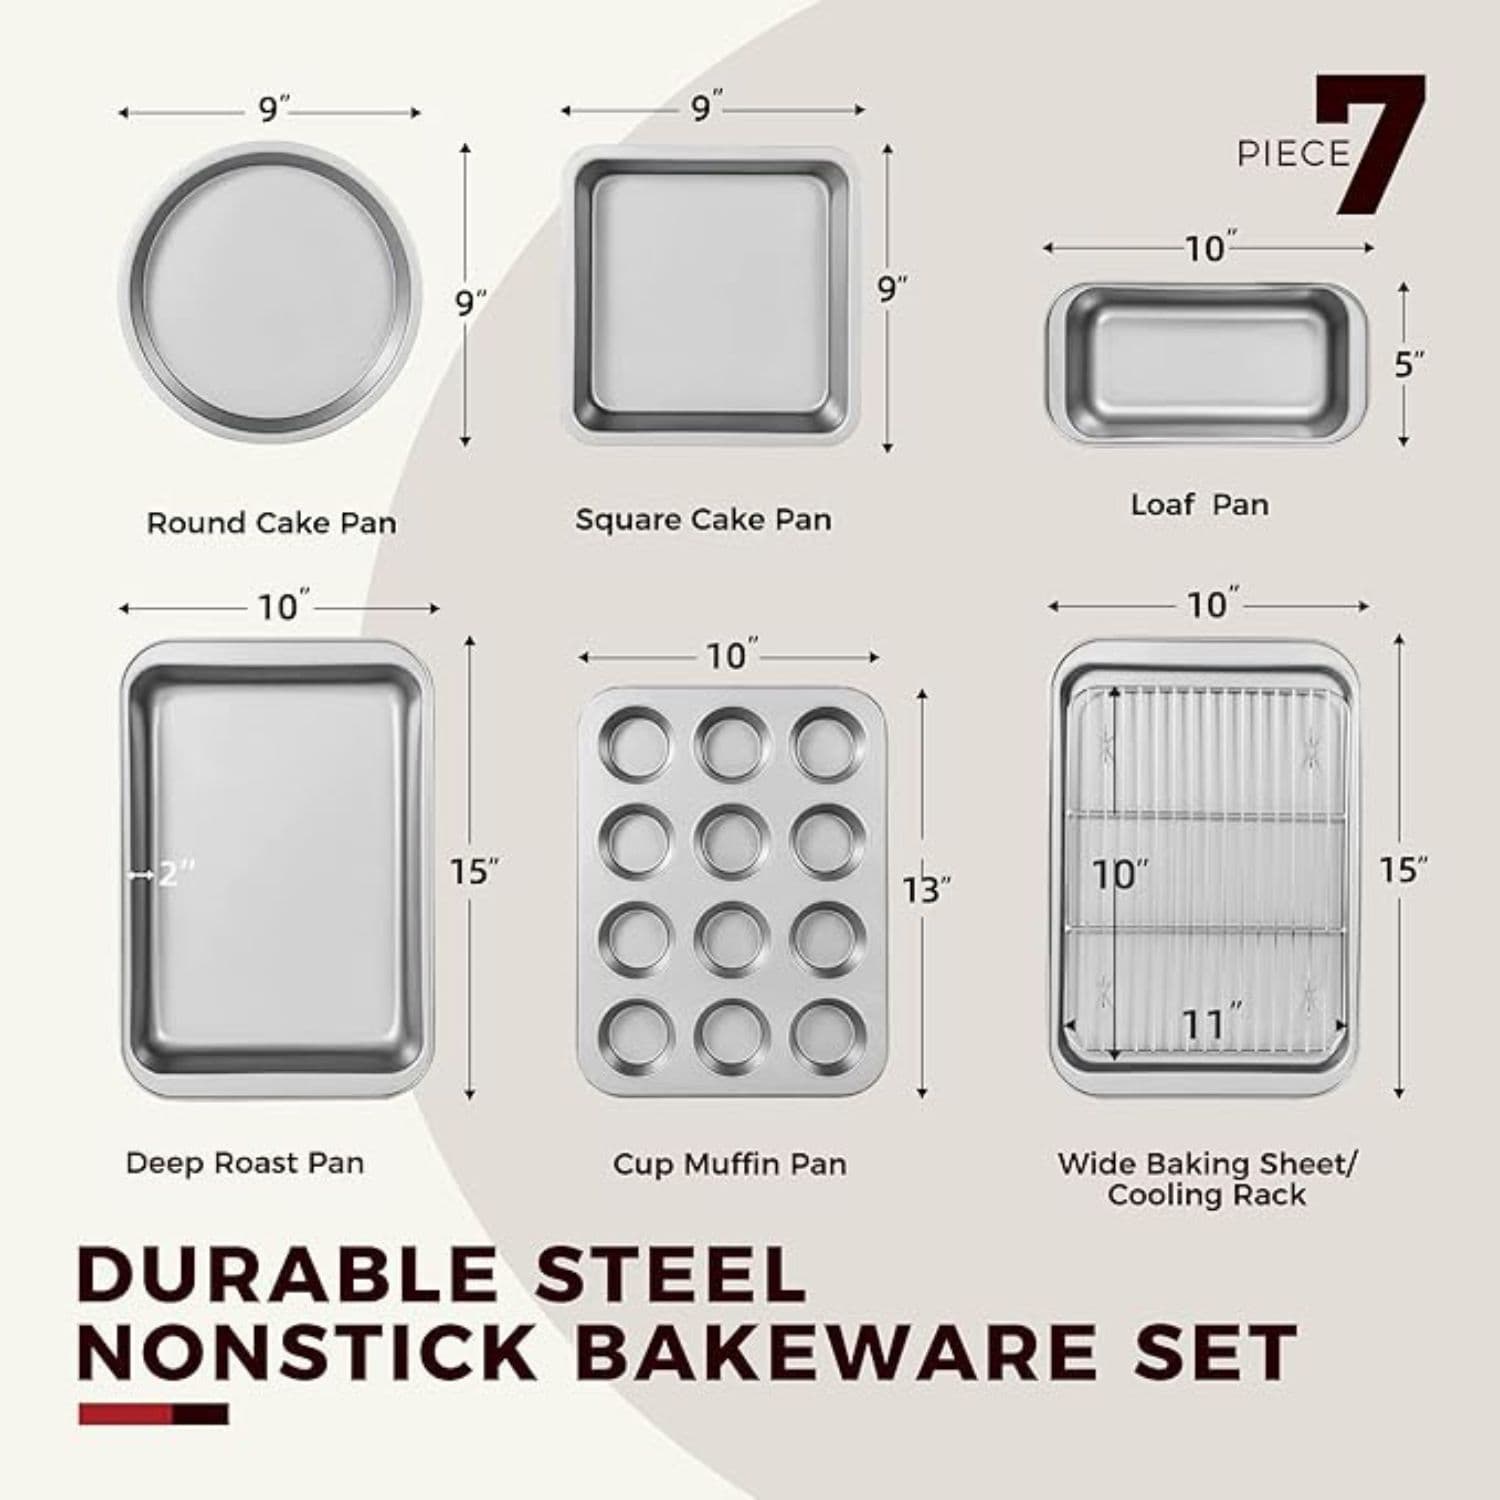 PIECE 7
9″
9″
Round Cake Pan
9″
9″
Square Cake Pan
10″
5″
Loaf Pan
10″
2″
15″
Deep Roast Pan
10″
13″
Cup Muffin Pan
10″
10″
11″
15″
Wide Baking Sheet/
Cooling Rack
DURABLE STEEL
NONSTICK BAKEWARE SET